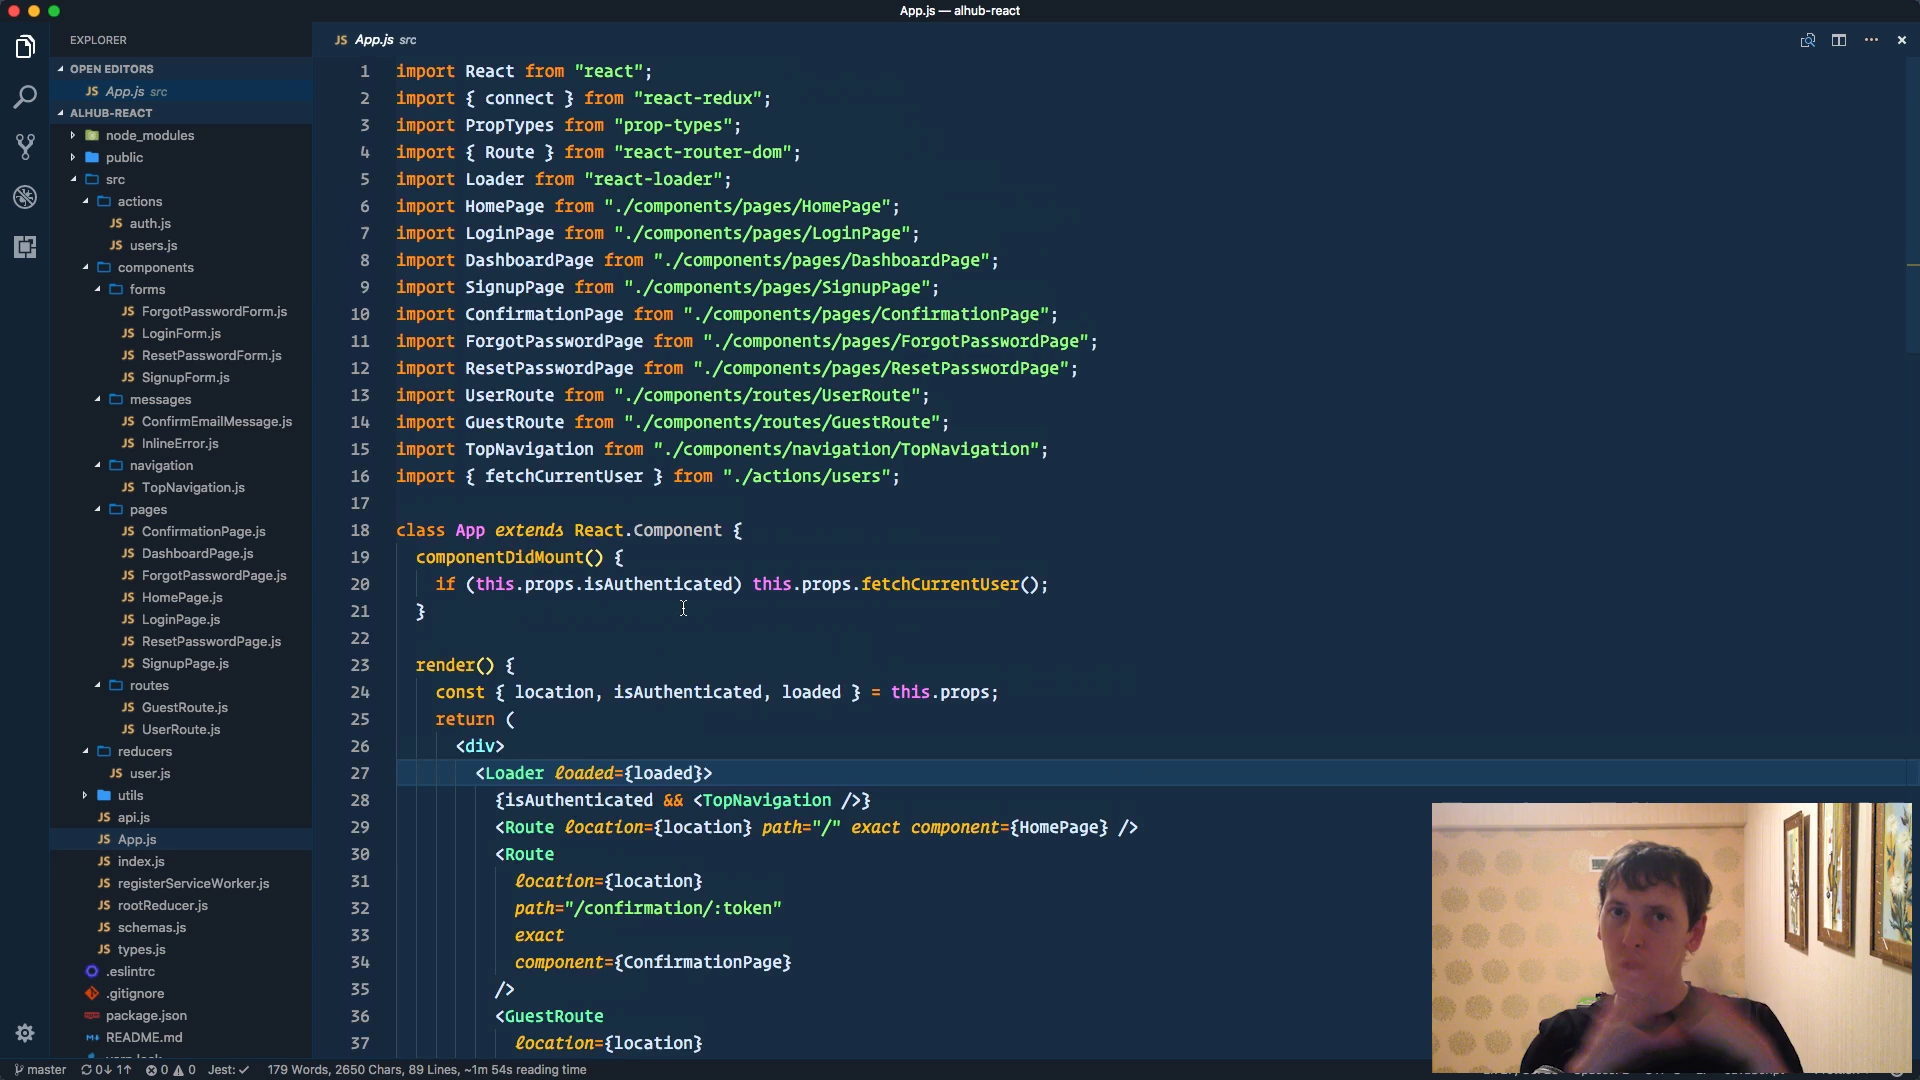 App.js — alhub-react
EXPLORER
OPEN EDITORS
JS App.js src
ALHUB-REACT
node_modules
public
src
actions
JS auth.js
JS users.js
components
forms
JS ForgotPasswordForm.js
JS LoginForm.js
JS ResetPasswordForm.js
JS SignupForm.js
messages
JS ConfirmEmailMessage.js
JS InlineError.js
navigation
JS TopNavigation.js
pages
JS ConfirmationPage.js
JS DashboardPage.js
JS ForgotPasswordPage.js
JS HomePage.js
JS LoginPage.js
JS ResetPasswordPage.js
JS SignupPage.js
routes
JS GuestRoute.js
JS UserRoute.js
reducers
JS user.js
utils
JS api.js
JS App.js
JS index.js
JS registerServiceWorker.js
JS rootReducer.js
JS schemas.js
JS types.js
.eslintrc
.gitignore
package.json
README.md
JS App.js src
1 import React from "react";
2 import { connect } from "react-redux";
3 import PropTypes from "prop-types";
4 import { Route } from "react-router-dom";
5 import Loader from "react-loader";
6 import HomePage from "./components/pages/HomePage";
7 import LoginPage from "./components/pages/LoginPage";
8 import DashboardPage from "./components/pages/DashboardPage";
9 import SignupPage from "./components/pages/SignupPage";
10 import ConfirmationPage from "./components/pages/ConfirmationPage";
11 import ForgotPasswordPage from "./components/pages/ForgotPasswordPage";
12 import ResetPasswordPage from "./components/pages/ResetPasswordPage";
13 import UserRoute from "./components/routes/UserRoute";
14 import GuestRoute from "./components/routes/GuestRoute";
15 import TopNavigation from "./components/navigation/TopNavigation";
16 import { fetchCurrentUser } from "./actions/users";
17
18 class App extends React.Component {
19 componentDidMount() {
20 if (this.props.isAuthenticated) this.props.fetchCurrentUser();
21 }
22
23 render() {
24 const { location, isAuthenticated, loaded } = this.props;
25 return (
26 <div>
27 <Loader loaded={loaded}>
28 {isAuthenticated && <TopNavigation />}
29 <Route location={location} path="/" exact component={HomePage} />
30 <Route
31 location={location}
32 path="/confirmation/:token"
33 exact
34 component={ConfirmationPage}
35 />
36 <GuestRoute
37 location={location}
master 0↓ 1↑ 0 0 Jest: ✓ 179 Words, 2650 Chars, 89 Lines, ~1m 54s reading time